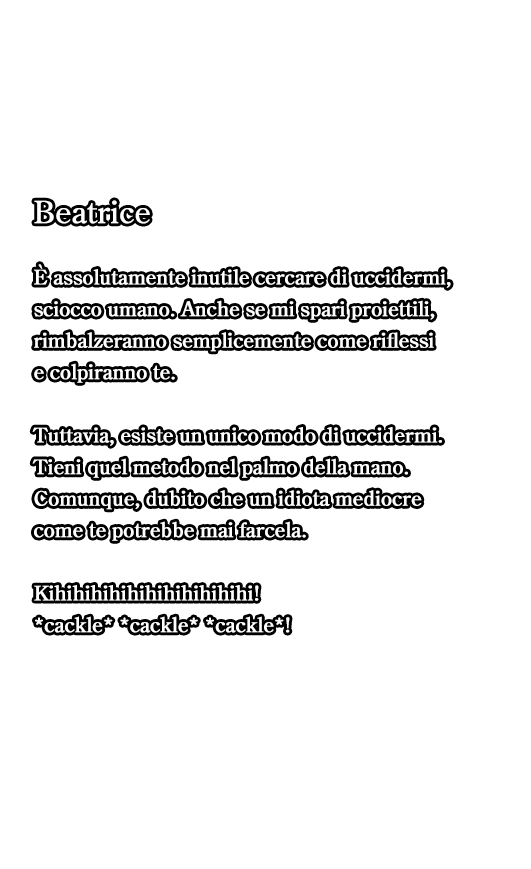 Beatrice
È assolutamente inutile cercare di uccidermi,
sciocco umano. Anche se mi spari proiettili,
rimbalzeranno semplicemente come riflessi
e colpiranno te.
Tuttavia, esiste un unico modo di uccidermi.
Tieni quel metodo nel palmo della mano.
Comunque, dubito che un idiota mediocre
come te potrebbe mai farcela.
Kihihihihihihihihihihihi!
*cackle* *cackle* *cackle*!